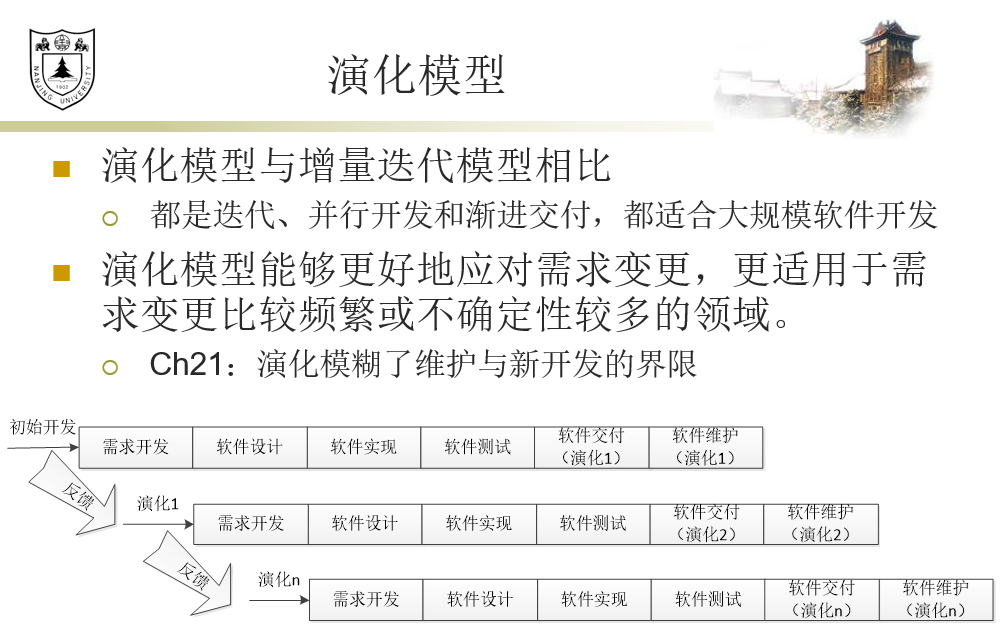 NANJING UNIVERSITY
1902
演化模型
演化模型与增量迭代模型相比
都是迭代、并行开发和渐进交付，都适合大规模软件开发
演化模型能够更好地应对需求变更，更适用于需
求变更比较频繁或不确定性较多的领域。
Ch21：演化模糊了维护与新开发的界限
初始开发
需求开发 软件设计 软件实现 软件测试 软件交付 软件维护
（演化1） （演化1）
反馈
演化1
需求开发 软件设计 软件实现 软件测试 软件交付 软件维护
（演化2） （演化2）
反馈
演化n
需求开发 软件设计 软件实现 软件测试 软件交付 软件维护
（演化n） （演化n）